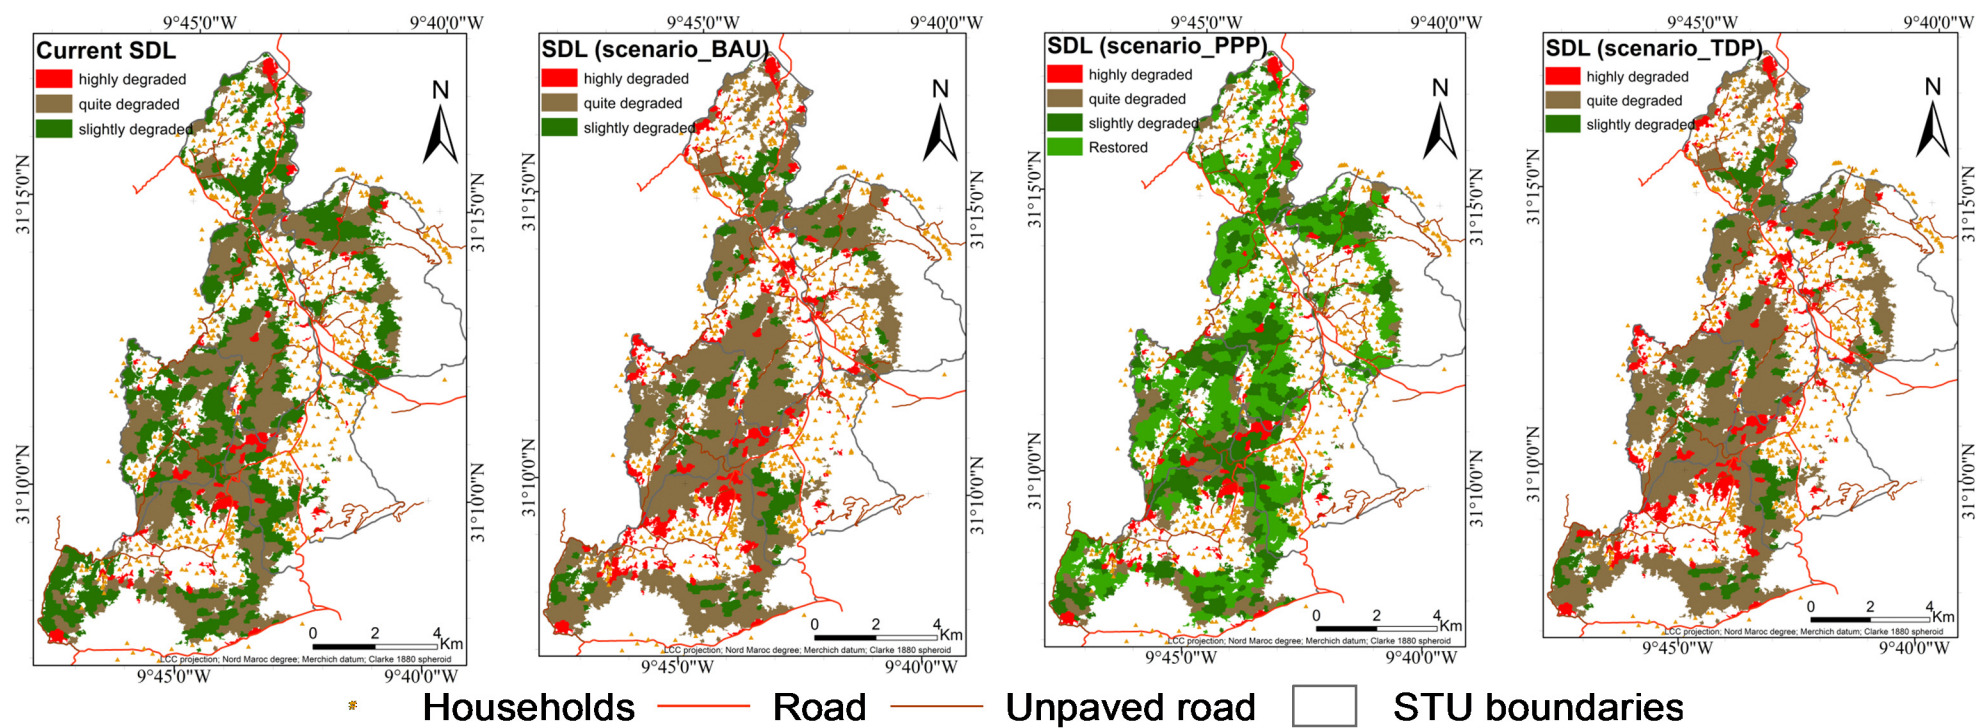 9°45'0"W 9°40'0"W
Current SDL
highly degraded
quite degraded
slightly degraded
N
31°15'0"N
31°15'0"N
31°10'0"N
31°10'0"N
0 2 4 Km
LCC projection; Nord Maroc degree; Merchich datum; Clarke 1880 spheroid
9°45'0"W 9°40'0"W
9°45'0"W 9°40'0"W
SDL (scenario_BAU)
highly degraded
quite degraded
slightly degraded
N
31°15'0"N
31°15'0"N
31°10'0"N
31°10'0"N
0 2 4 Km
LCC projection; Nord Maroc degree; Merchich datum; Clarke 1880 spheroid
9°45'0"W 9°40'0"W
9°45'0"W 9°40'0"W
SDL (scenario_PPP)
highly degraded
quite degraded
slightly degraded
Restored
N
31°15'0"N
31°15'0"N
31°10'0"N
31°10'0"N
0 2 4 Km
LCC projection; Nord Maroc degree; Merchich datum; Clarke 1880 spheroid
9°45'0"W 9°40'0"W
9°45'0"W 9°40'0"W
SDL (scenario_TDP)
highly degraded
quite degraded
slightly degraded
N
31°15'0"N
31°15'0"N
31°10'0"N
31°10'0"N
0 2 4 Km
LCC projection; Nord Maroc degree; Merchich datum; Clarke 1880 spheroid
9°45'0"W 9°40'0"W
Households Road Unpaved road STU boundaries